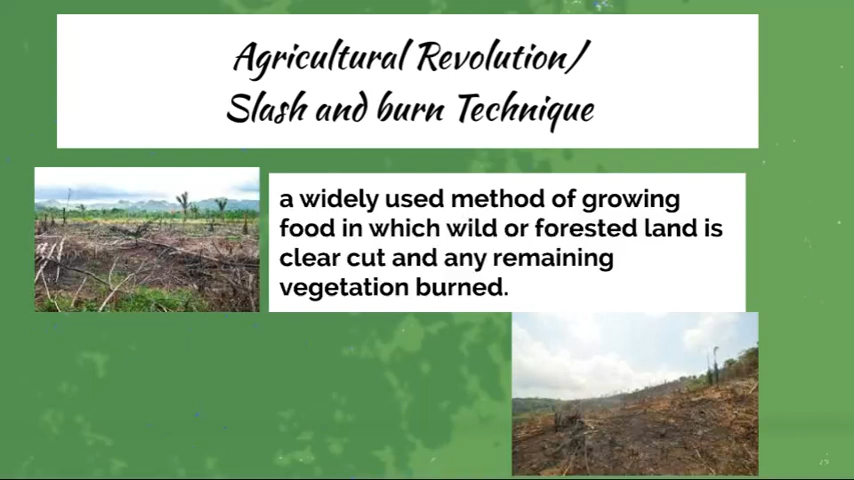 Agricultural Revolution/
Slash and burn Technique
a widely used method of growing
food in which wild or forested land is
clear cut and any remaining
vegetation burned.